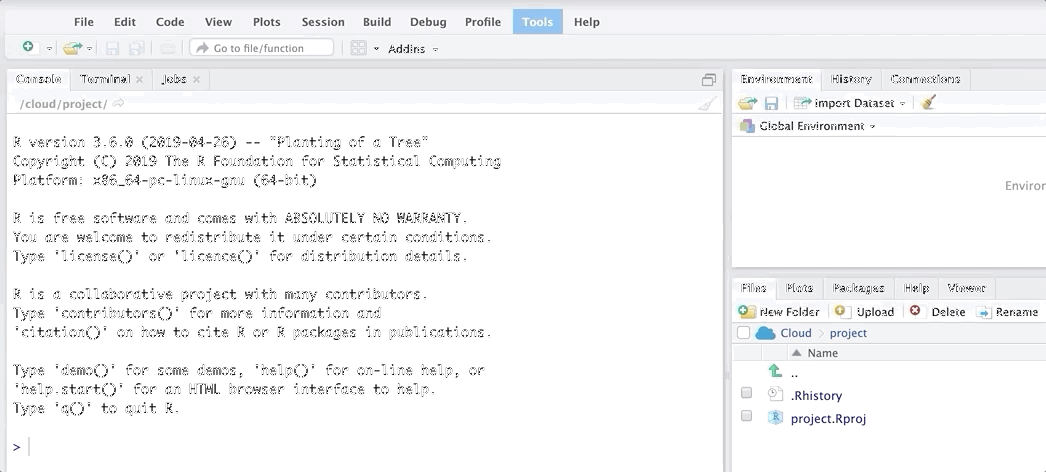 File Edit Code View Plots Session Build Debug Profile Tools Help
Go to file/function Addins
Console Terminal Jobs
/cloud/project/
R version 3.6.0 (2019-04-26) -- "Planting of a Tree"
Copyright (C) 2019 The R Foundation for Statistical Computing
Platform: x86_64-pc-linux-gnu (64-bit)
R is free software and comes with ABSOLUTELY NO WARRANTY.
You are welcome to redistribute it under certain conditions.
Type 'license()' or 'licence()' for distribution details.
R is a collaborative project with many contributors.
Type 'contributors()' for more information and
'citation()' on how to cite R or R packages in publications.
Type 'demo()' for some demos, 'help()' for on-line help, or
'help.start()' for an HTML browser interface to help.
Type 'q()' to quit R.
>
Environment History Connections
Import Dataset
Global Environment
Environ
Files Plots Packages Help Viewer
New Folder Upload Delete Rename
Cloud > project
Name
..
.Rhistory
project.Rproj